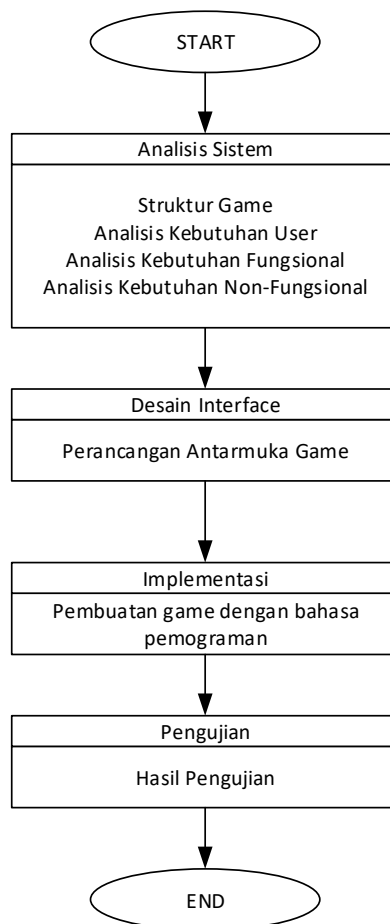 START
Analisis Sistem
Struktur Game
Analisis Kebutuhan User
Analisis Kebutuhan Fungsional
Analisis Kebutuhan Non-Fungsional
Desain Interface
Perancangan Antarmuka Game
Implementasi
Pembuatan game dengan bahasa
pemograman
Pengujian
Hasil Pengujian
END